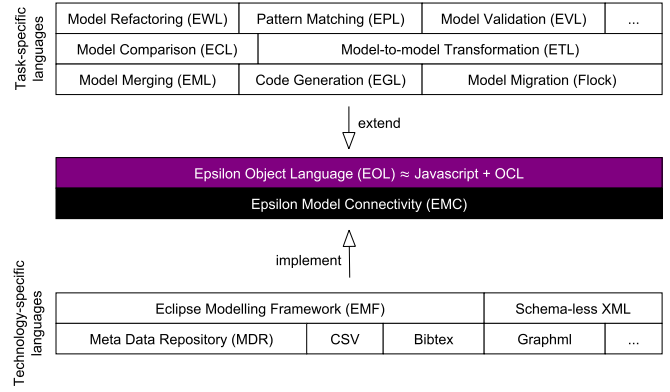 Task-specific
languages
Model Refactoring (EWL) Pattern Matching (EPL) Model Validation (EVL) ...
Model Comparison (ECL) Model-to-model Transformation (ETL)
Model Merging (EML) Code Generation (EGL) Model Migration (Flock)
extend
Epsilon Object Language (EOL) ≈ Javascript + OCL
Epsilon Model Connectivity (EMC)
implement
Technology-specific
languages
Eclipse Modelling Framework (EMF) Schema-less XML
Meta Data Repository (MDR) CSV Bibtex Graphml ...